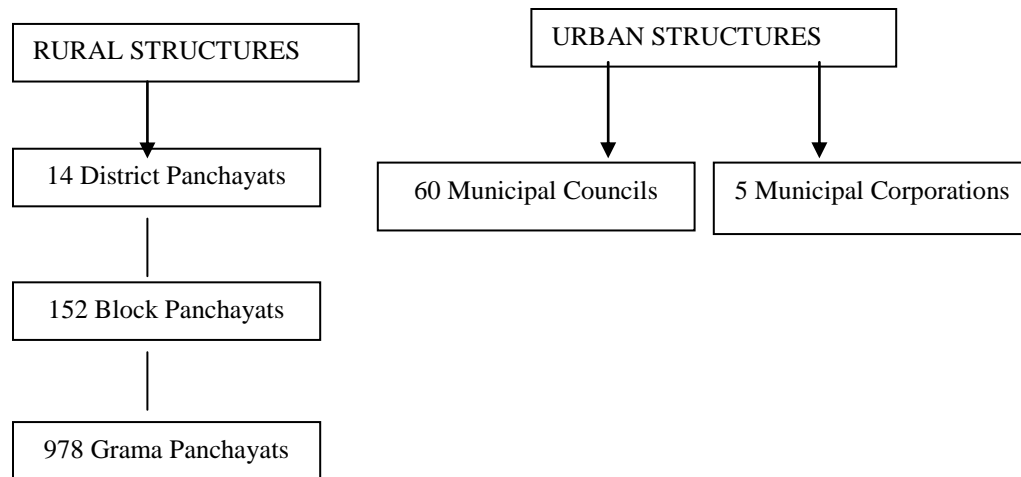 RURAL STRUCTURES
14 District Panchayats
152 Block Panchayats
978 Grama Panchayats
URBAN STRUCTURES
60 Municipal Councils
5 Municipal Corporations